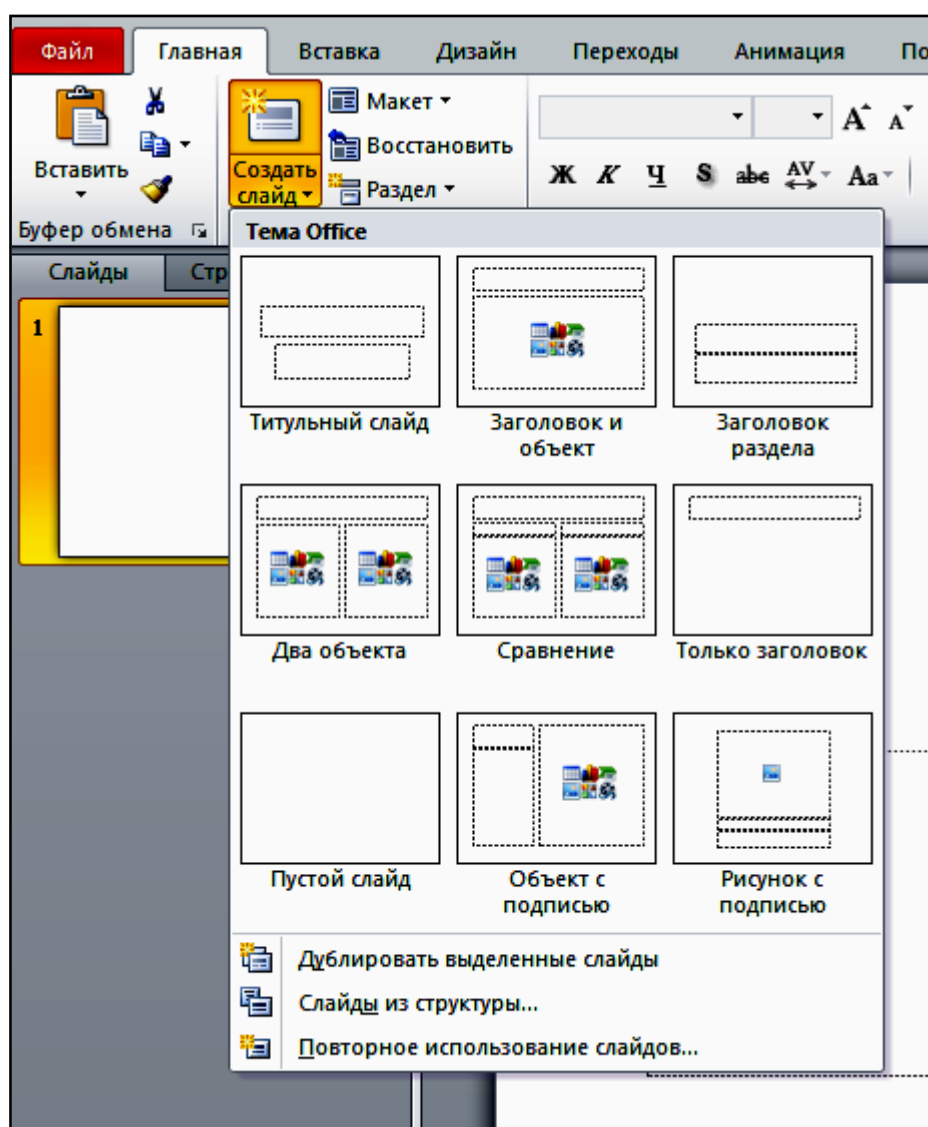 Файл Главная Вставка Дизайн Переходы Анимация
Макет
Восстановить
Вставить Создать слайд Раздел
Ж К Ч S abc AV Aa
A A
Буфер обмена
Тема Office
Слайды
1
Титульный слайд
Заголовок и
объект
Заголовок
раздела
Два объекта
Сравнение
Только заголовок
Пустой слайд
Объект с
подписью
Рисунок с
подписью
Дублировать выделенные слайды
Слайды из структуры...
Повторное использование слайдов...